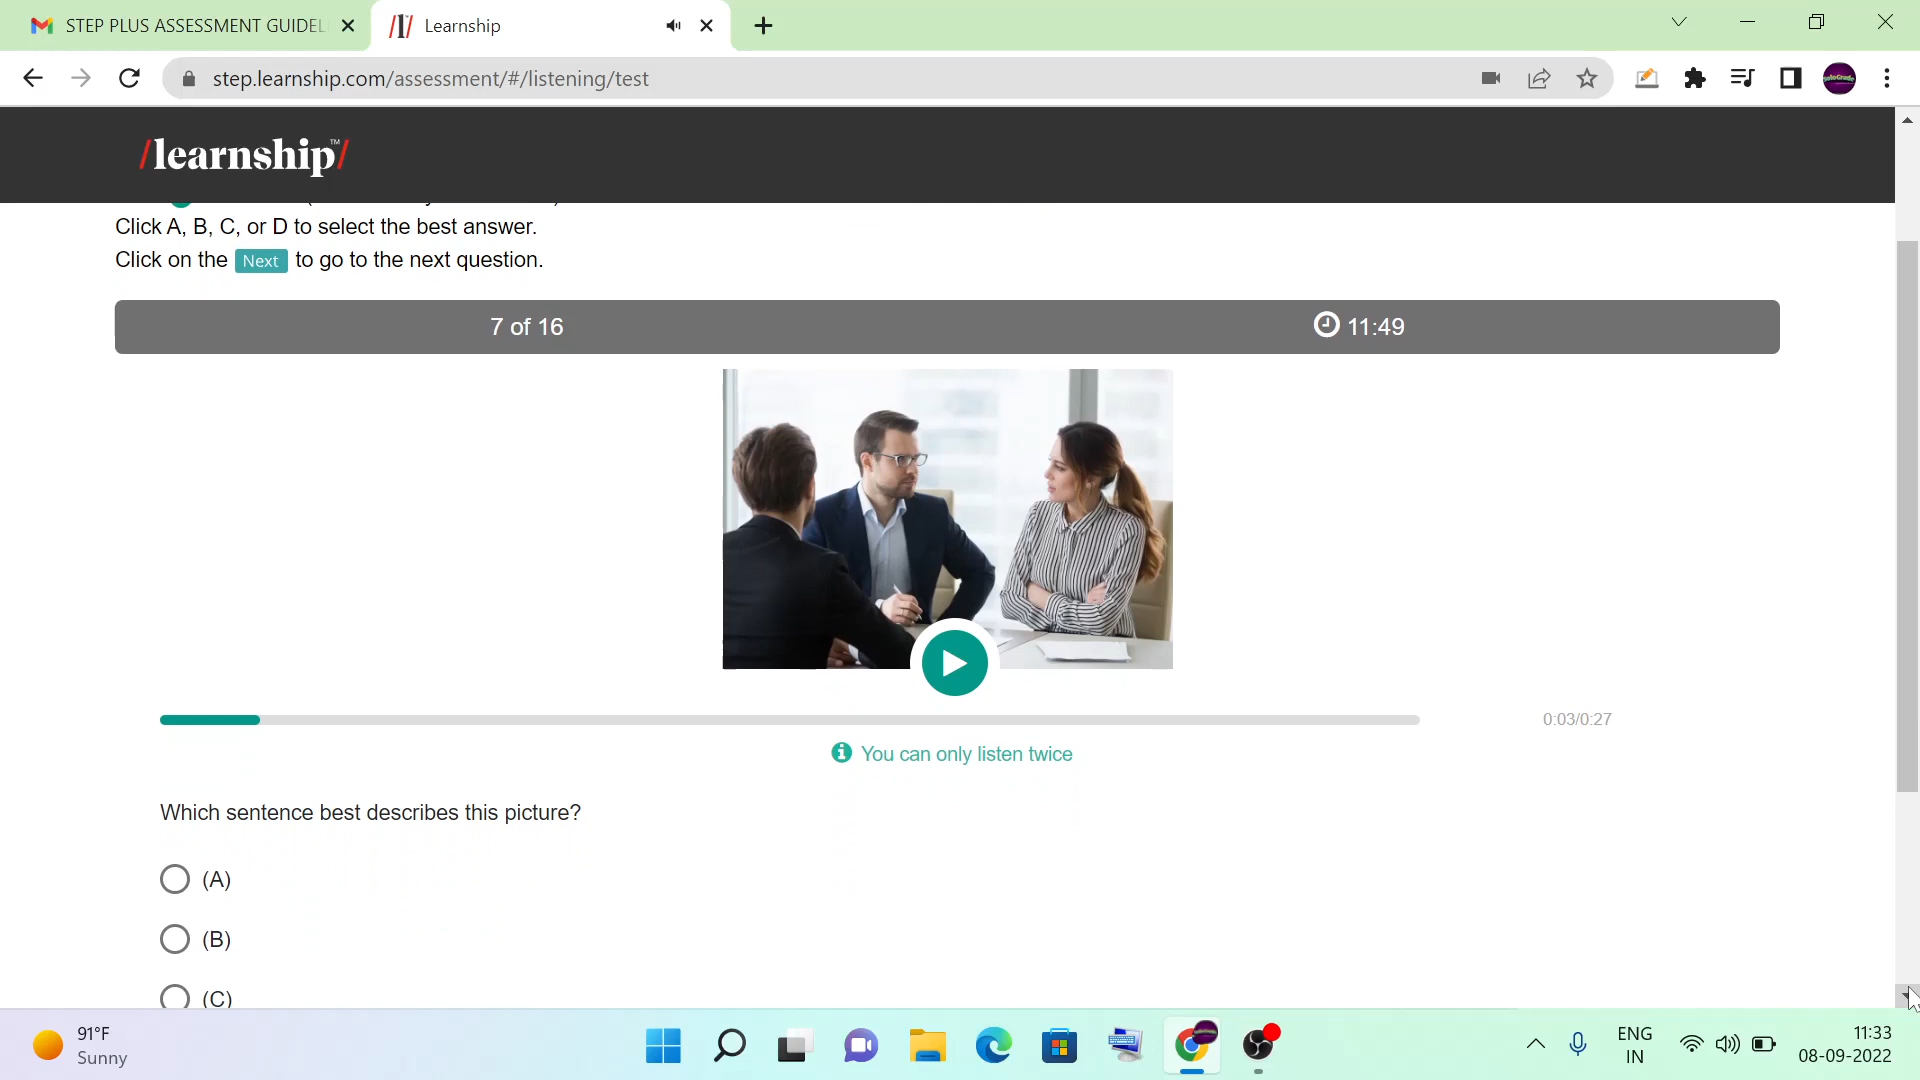 STEP PLUS ASSESSMENT GUIDEL
Learnship
step.learnship.com/assessment/#/listening/test
/learnship/™
Click A, B, C, or D to select the best answer.
Click on the Next to go to the next question.
7 of 16
11:49
0:03/0:27
You can only listen twice
Which sentence best describes this picture?
(A)
(B)
(C)
91°F
Sunny
ENG
IN
11:33
08-09-2022